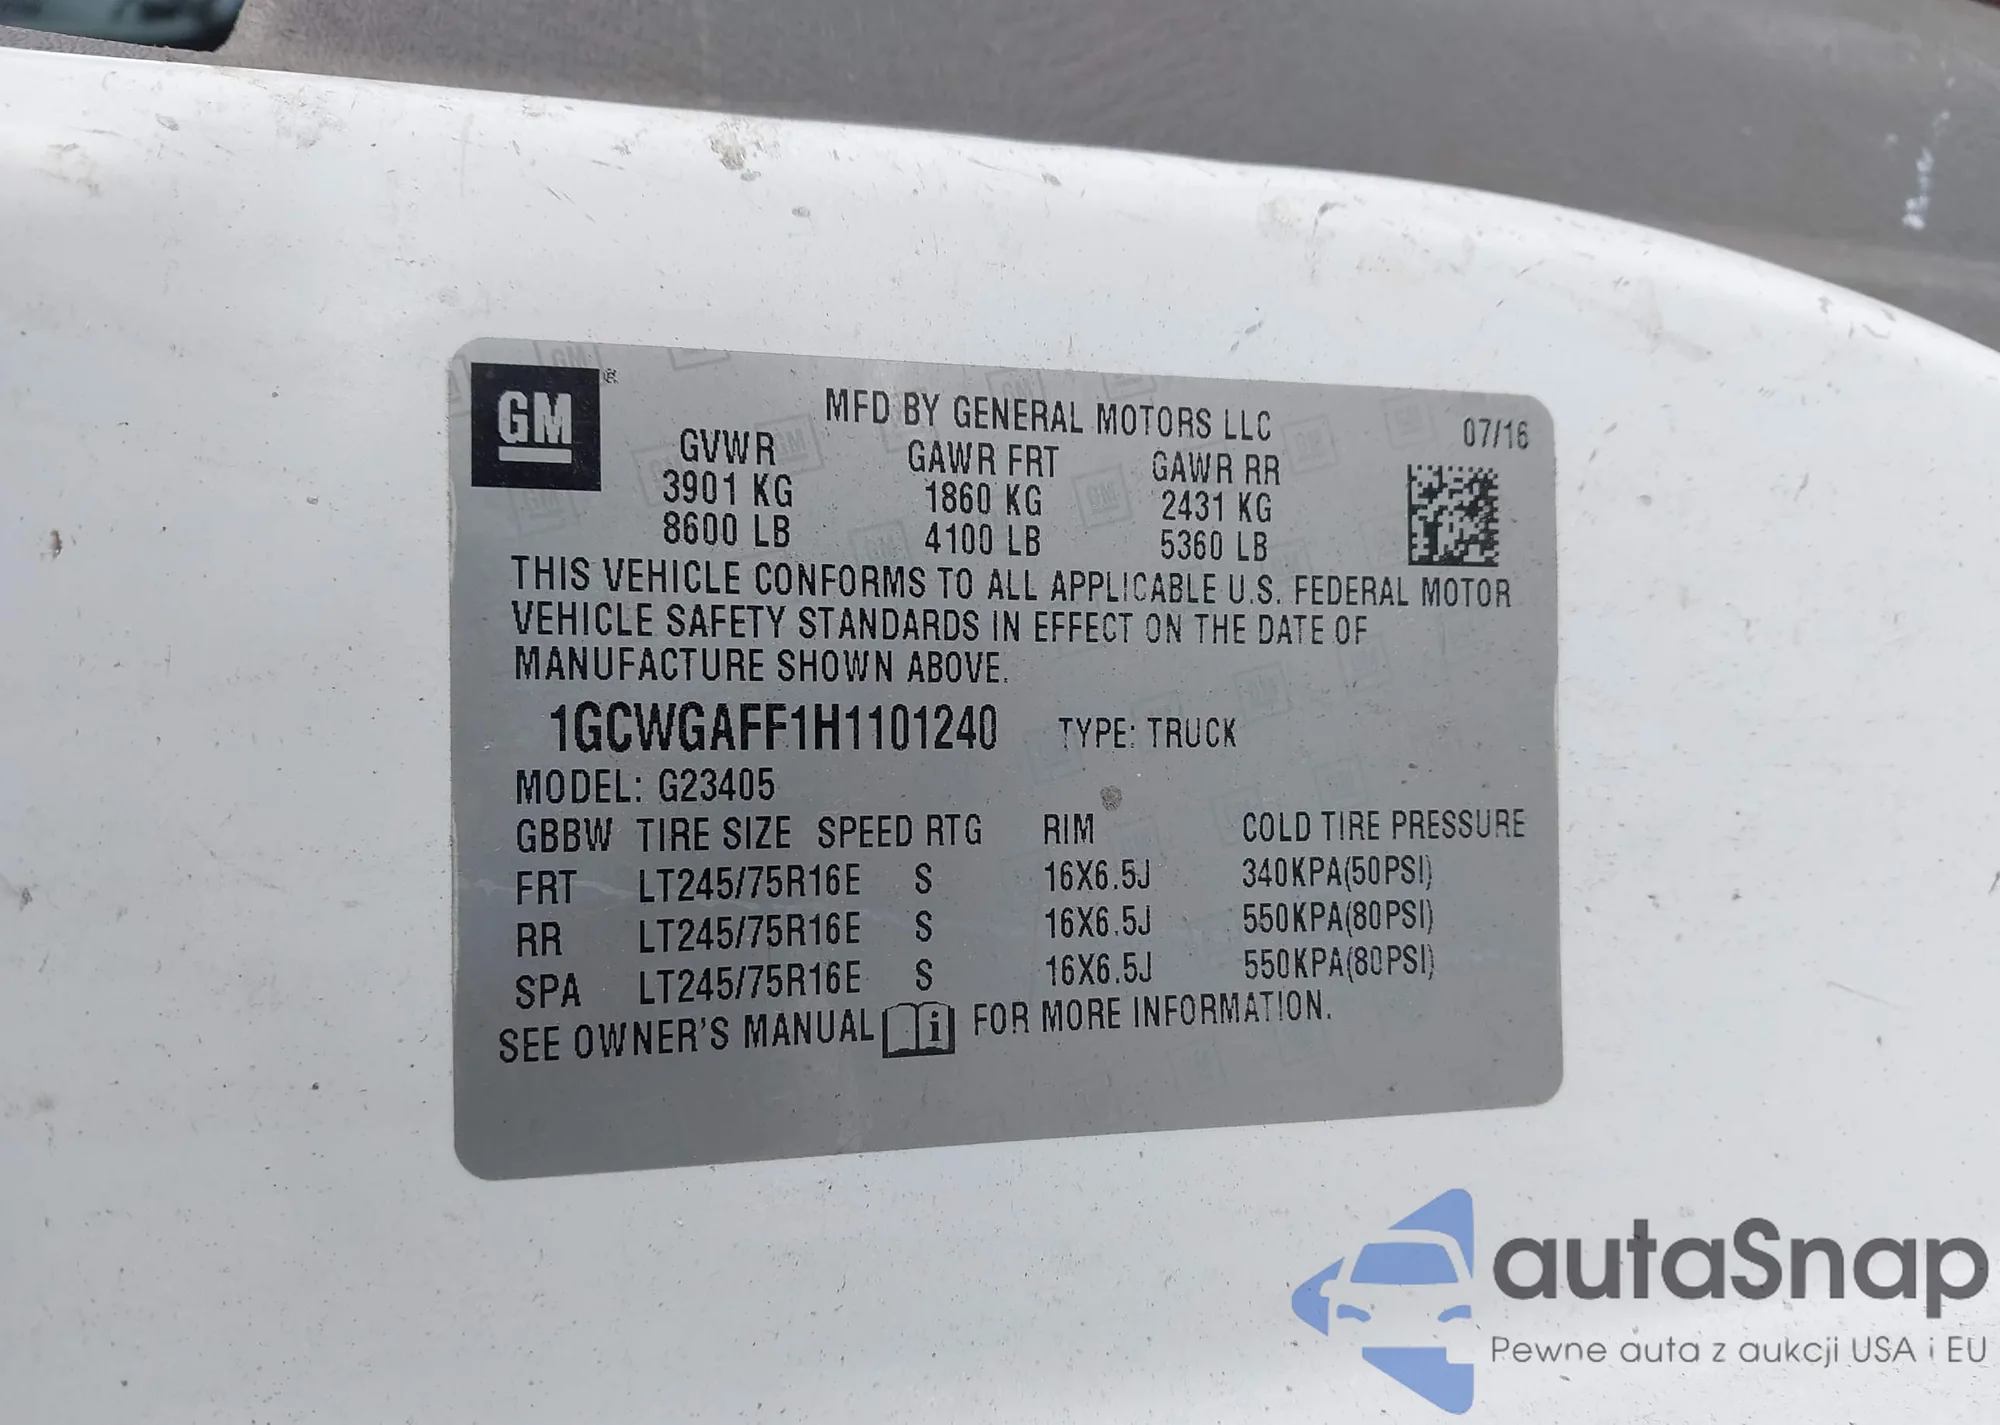 GM
MFD BY GENERAL MOTORS LLC 07/16
GVWR GAWR FRT GAWR RR
3901 KG 1860 KG 2431 KG
8600 LB 4100 LB 5360 LB
THIS VEHICLE CONFORMS TO ALL APPLICABLE U.S. FEDERAL MOTOR
VEHICLE SAFETY STANDARDS IN EFFECT ON THE DATE OF
MANUFACTURE SHOWN ABOVE.
1GCWGAFF1H1101240 TYPE: TRUCK
MODEL: G23405
GBBW TIRE SIZE SPEED RTG RIM COLD TIRE PRESSURE
FRT LT245/75R16E S 16X6.5J 340KPA(50PSI)
RR LT245/75R16E S 16X6.5J 550KPA(80PSI)
SPA LT245/75R16E S 16X6.5J 550KPA(80PSI)
SEE OWNER'S MANUAL i FOR MORE INFORMATION.
autaSnap
Pewne auta z aukcji USA i EU